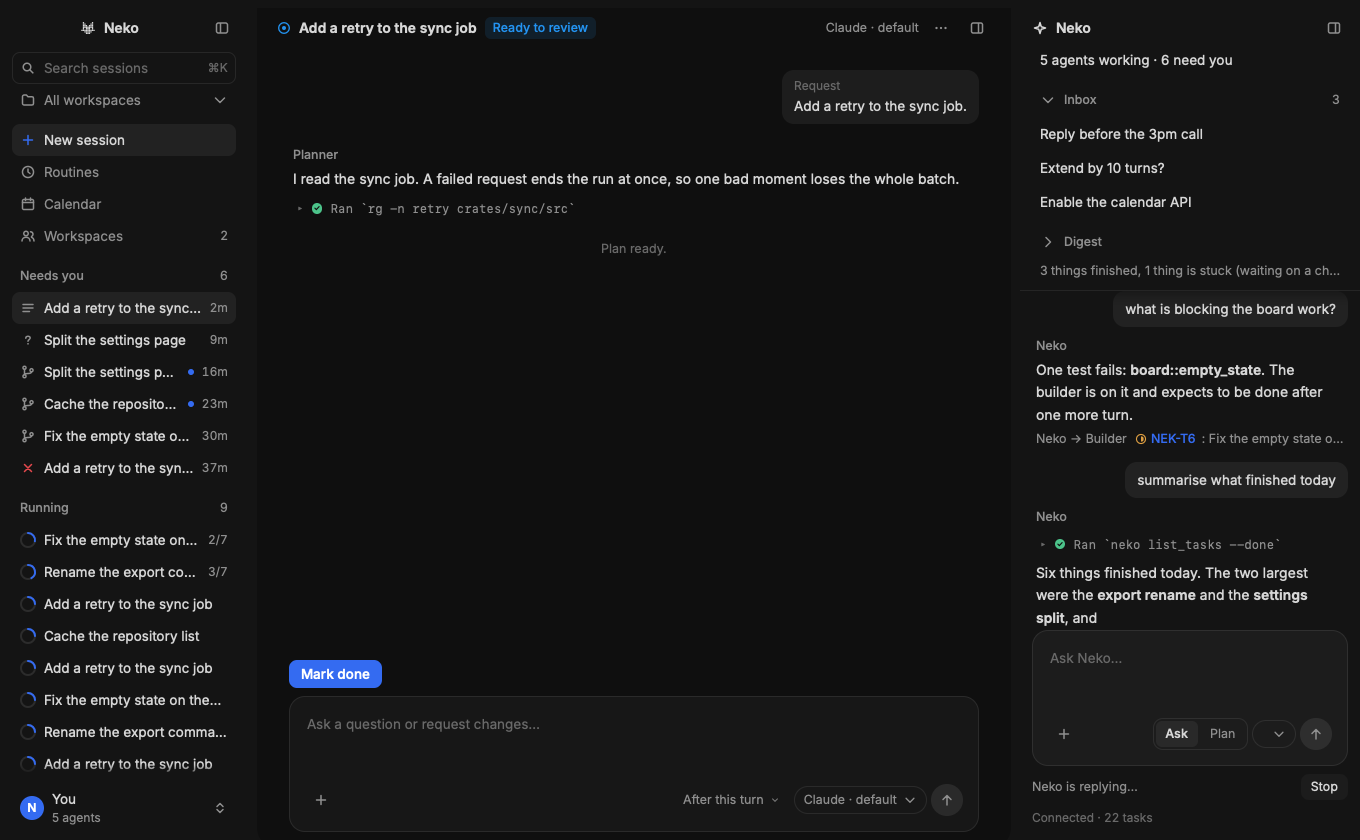 Neko
Search sessions ⌘K
All workspaces
New session
Routines
Calendar
Workspaces 2
Needs you 6
Add a retry to the sync... 2m
Split the settings page 9m
Split the settings p... 16m
Cache the reposito... 23m
Fix the empty state o... 30m
Add a retry to the syn... 37m
Running 9
Fix the empty state on... 2/7
Rename the export co... 3/7
Add a retry to the sync job
Cache the repository list
Add a retry to the sync job
Fix the empty state on the...
Rename the export comma...
Add a retry to the sync job
N
You
5 agents
Add a retry to the sync job Ready to review Claude · default ···
Request
Add a retry to the sync job.
Planner
I read the sync job. A failed request ends the run at once, so one bad moment loses the whole batch.
Ran `rg -n retry crates/sync/src`
Plan ready.
Mark done
Ask a question or request changes...
After this turn Claude · default
Neko
5 agents working · 6 need you
Inbox 3
Reply before the 3pm call
Extend by 10 turns?
Enable the calendar API
Digest
3 things finished, 1 thing is stuck (waiting on a ch...
what is blocking the board work?
Neko
One test fails: board::empty_state. The
builder is on it and expects to be done after
one more turn.
Neko → Builder NEK-T6 : Fix the empty state o...
summarise what finished today
Neko
Ran `neko list_tasks --done`
Six things finished today. The two largest
were the export rename and the settings
split, and
Ask Neko...
Ask Plan
Neko is replying... Stop
Connected · 22 tasks